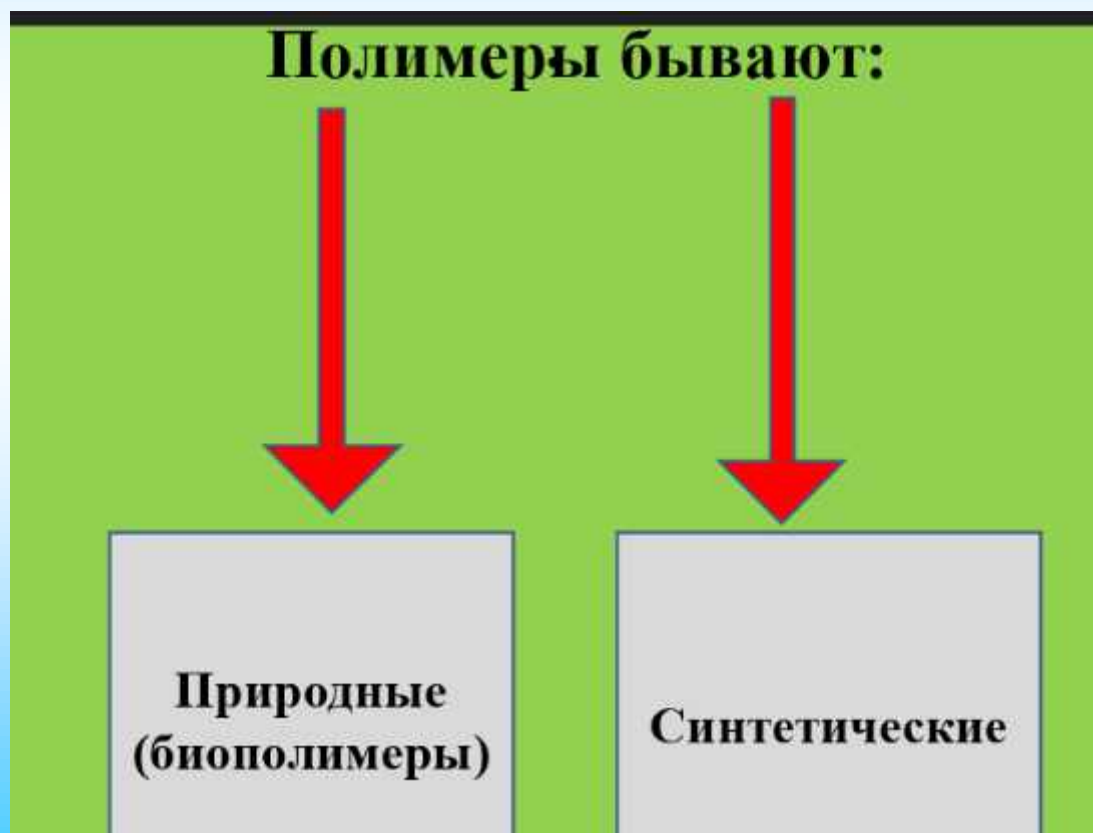 Полимеры бывают:
Природные
(биополимеры)
Синтетические